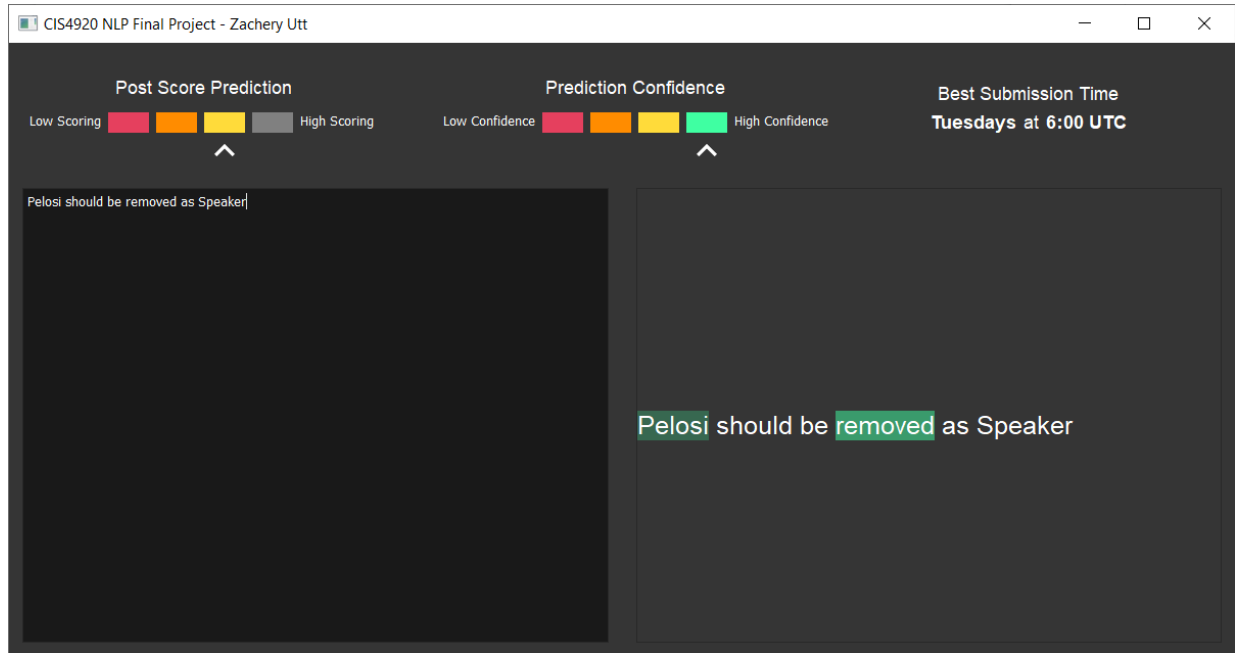 CIS4920 NLP Final Project - Zachery Utt
Post Score Prediction
Low Scoring High Scoring
Prediction Confidence
Low Confidence High Confidence
Best Submission Time
Tuesdays at 6:00 UTC
Pelosi should be removed as Speaker
Pelosi should be removed as Speaker